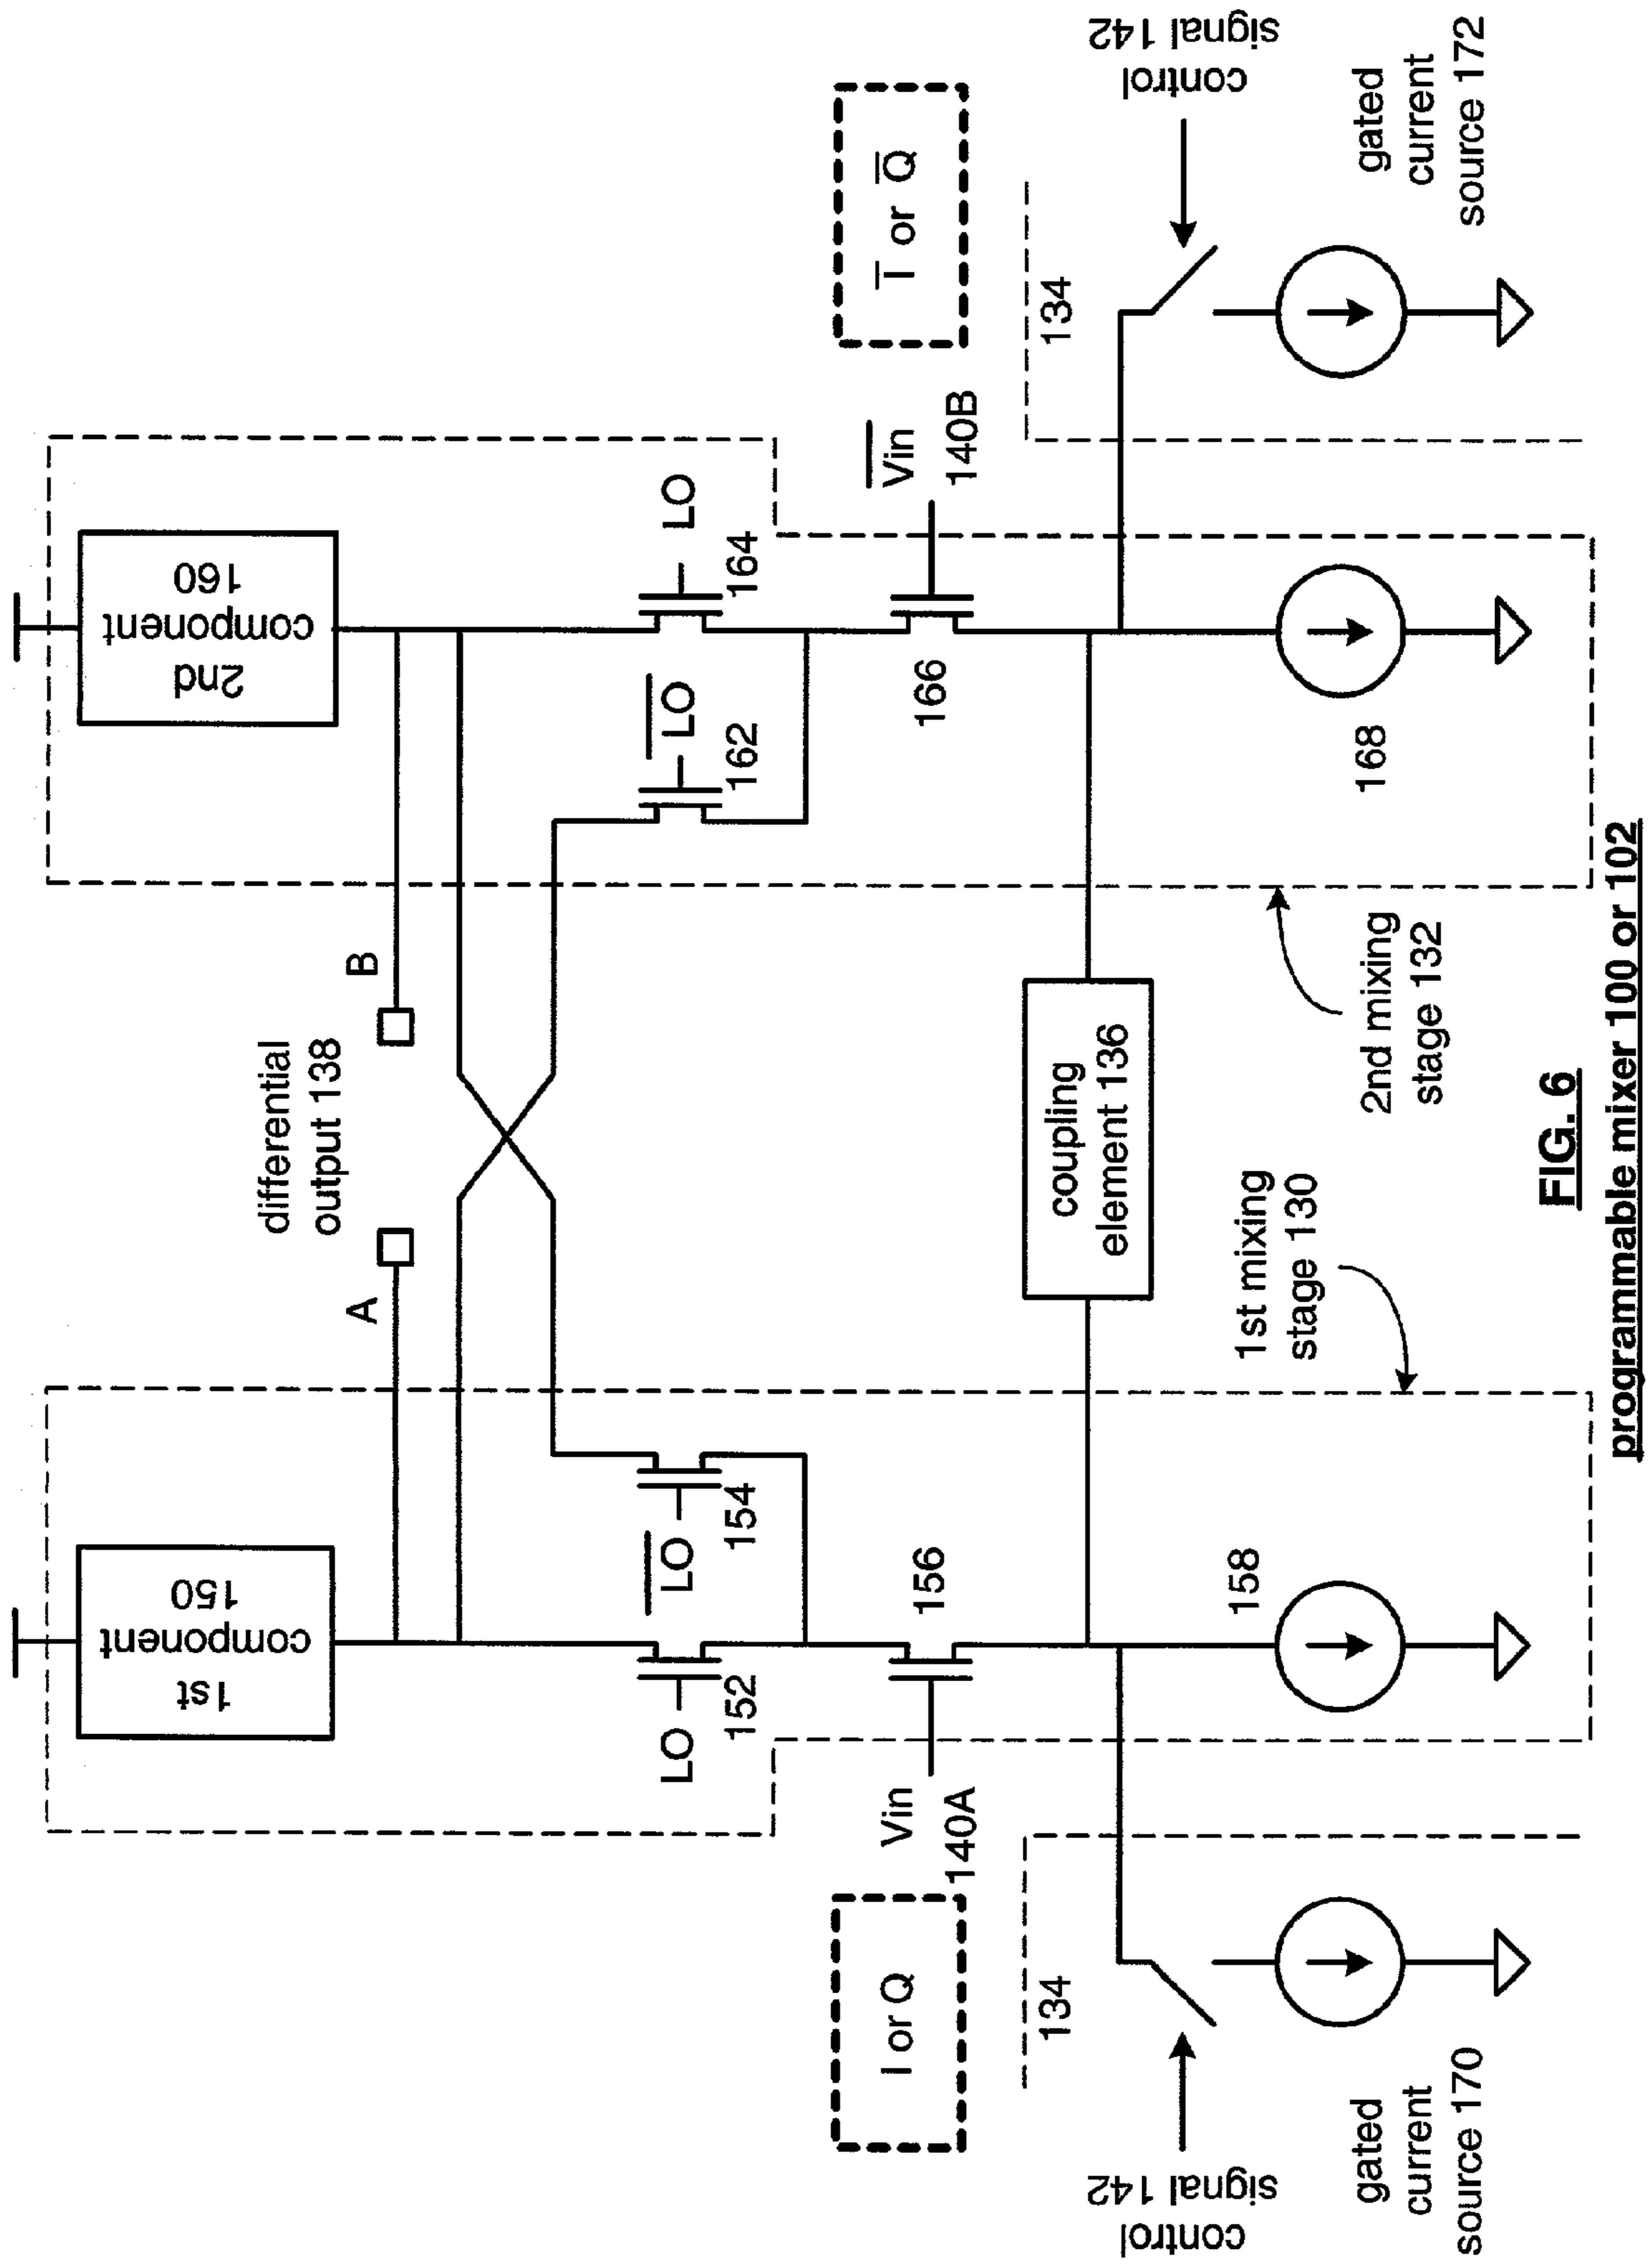 1st
component
150
2nd
component
160
differential
output 138
A
B
LO
152
LO
154
LO
162
LO
164
Vin
140A
156
166
Vin
140B
I or Q
I or Q
134
134
coupling
element 136
control
signal 142
control
signal 142
158
168
gated
current
source 170
gated
current
source 172
1st mixing
stage 130
2nd mixing
stage 132
FIG. 6
programmable mixer 100 or 102